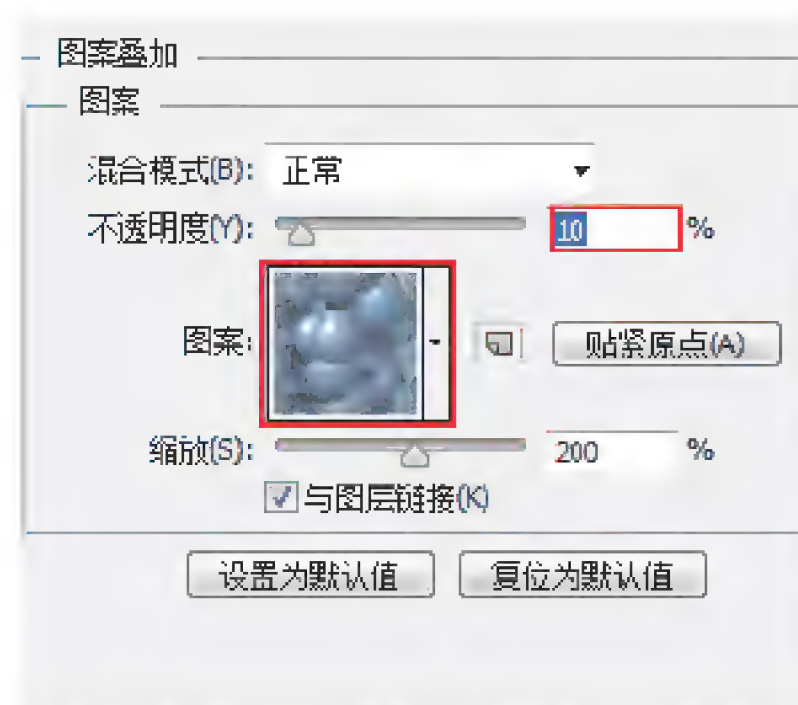 图案叠加
图案
混合模式(B): 正常
不透明度(Y): 10 %
图案: 贴紧原点(A)
缩放(S): 200 %
与图层链接(K)
设置为默认值 复位为默认值